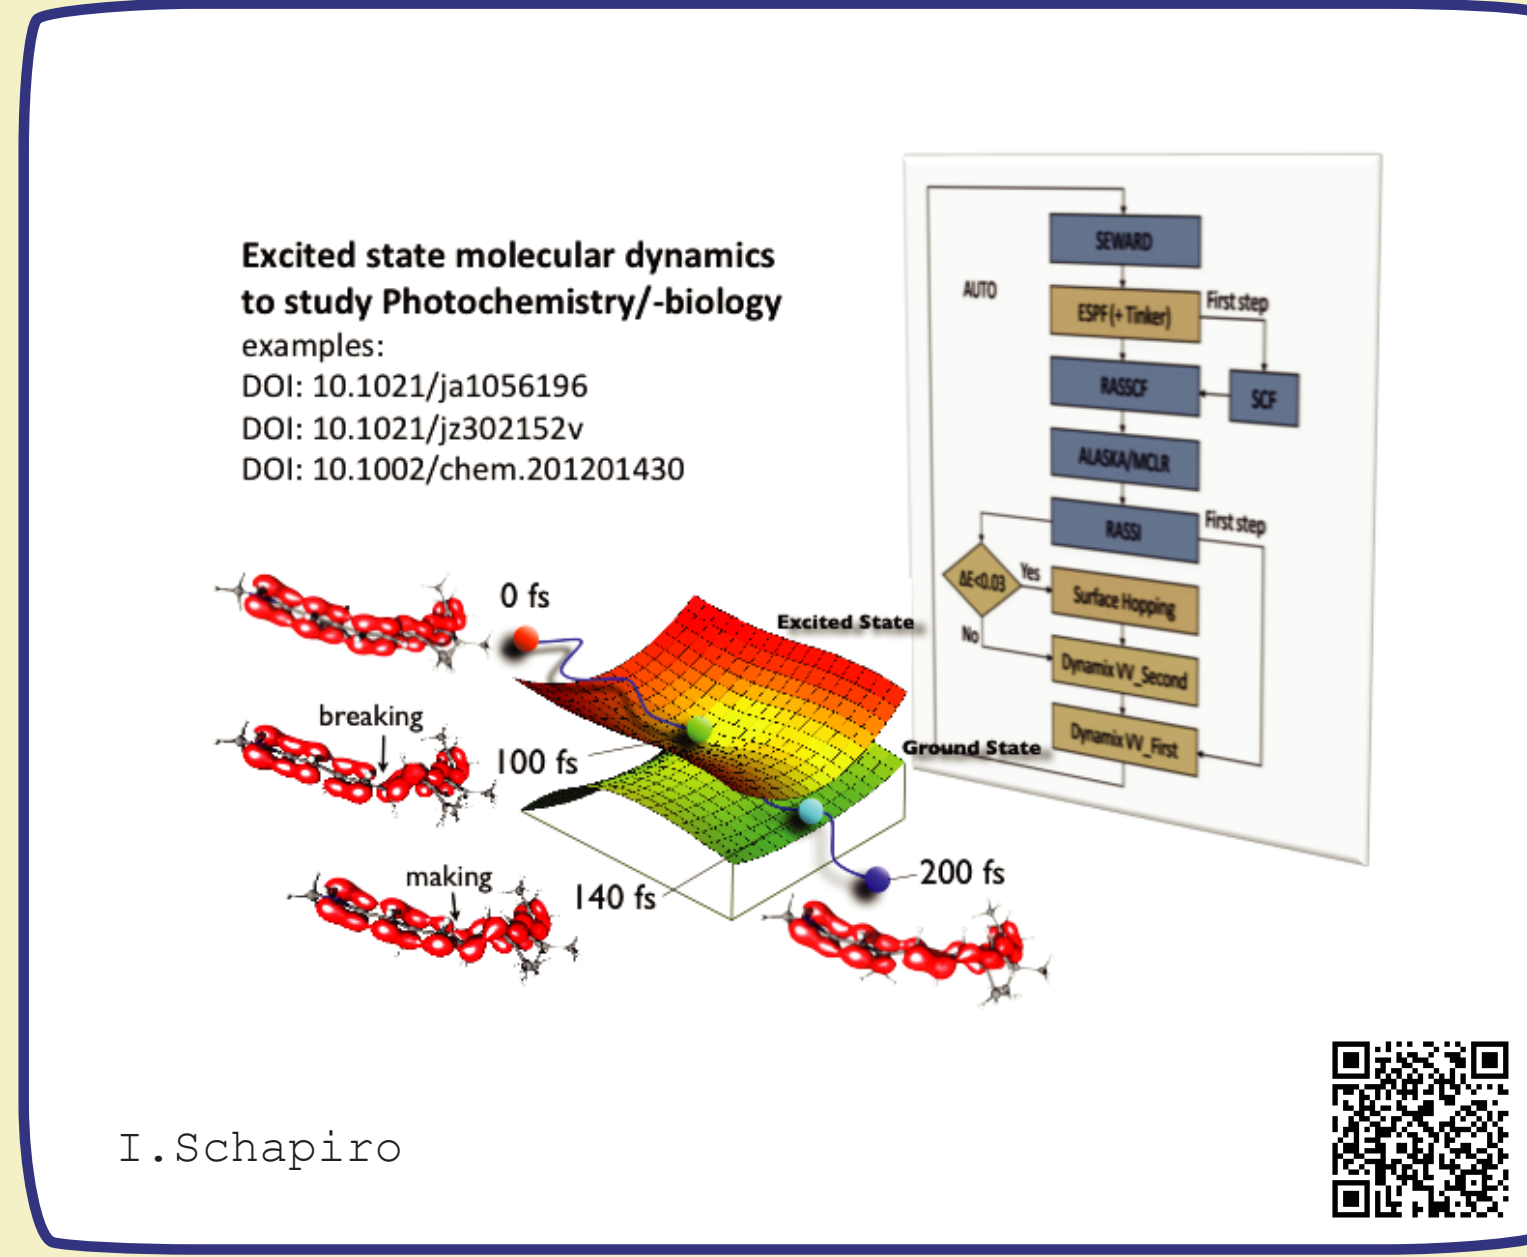 Excited state molecular dynamics
to study Photochemistry/-biology
examples:
DOI: 10.1021/ja1056196
DOI: 10.1021/jz302152v
DOI: 10.1002/chem.201201430
0 fs
Excited State
breaking
100 fs
Ground State
making
140 fs
200 fs
SEWARD
AUTO
ESPF (+ Tinker)
First step
RASSCF
SCF
ALASKA/MCLR
RASSI
First step
ΔE<0.03
Yes
Surface Hopping
No
Dynamix VV_Second
Dynamix VV_First
I.Schapiro